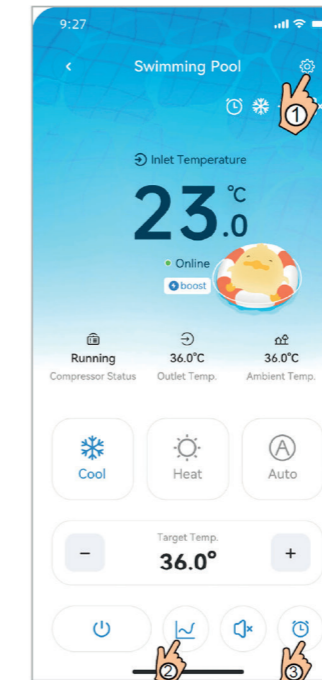 9:27
Swimming Pool
①
Inlet Temperature
23.0 °C
Online
boost
Running 36.0°C 36.0°C
Compressor Status Outlet Temp. Ambient Temp.
A
Cool Heat Auto
Target Temp.
− 36.0° +
② ③